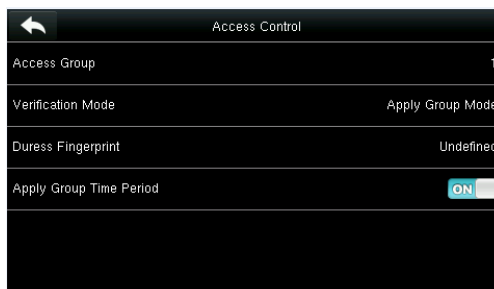 Access Control
Access Group 1
Verification Mode Apply Group Mode
Duress Fingerprint Undefined
Apply Group Time Period ON